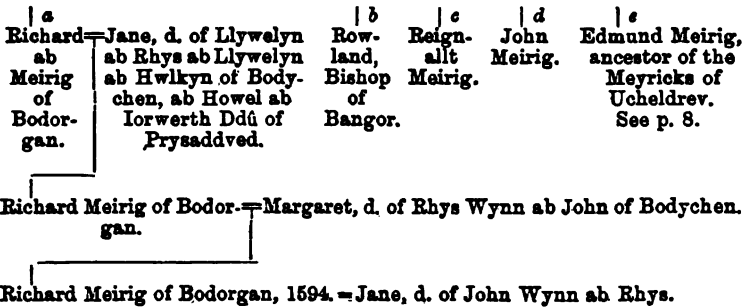 a b c d e
Richard=Jane, d. of Llywelyn Row- Reign- John Edmund Meirig,
ab ab Rhys ab Llywelyn land, allt Meirig. ancestor of the
Meirig ab Hwlkyn of Body- Bishop Meirig. Meyricks of
of chen, ab Howel ab of Ucheldrev.
Bodor- Iorwerth Ddû of Bangor. See p. 8.
gan. Prysaddved.
Richard Meirig of Bodor-=Margaret, d. of Rhys Wynn ab John of Bodychen.
gan.
Richard Meirig of Bodorgan, 1594.=Jane, d. of John Wynn ab Rhys.